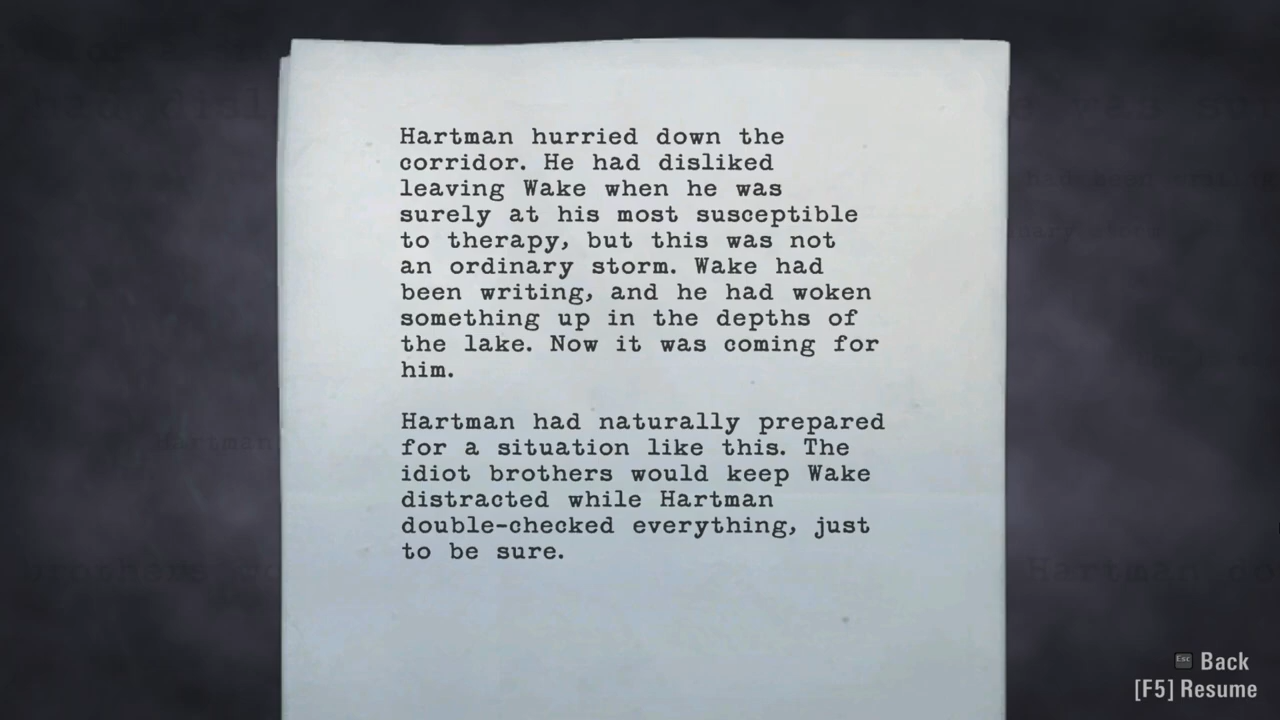 Hartman hurried down the
corridor. He had disliked
leaving Wake when he was
surely at his most susceptible
to therapy, but this was not
an ordinary storm. Wake had
been writing, and he had woken
something up in the depths of
the lake. Now it was coming for
him.
Hartman had naturally prepared
for a situation like this. The
idiot brothers would keep Wake
distracted while Hartman
double-checked everything, just
to be sure.
Esc Back
[F5] Resume